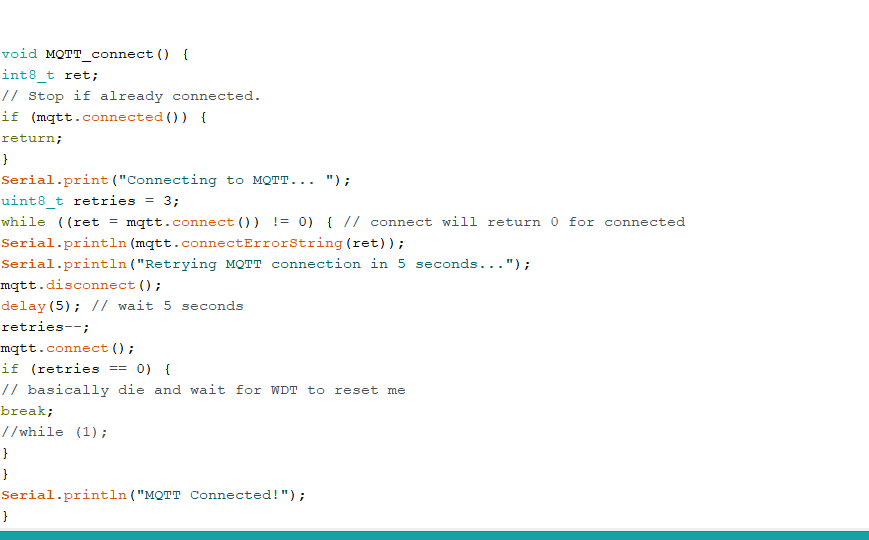 void MQTT_connect() {
int8_t ret;
// Stop if already connected.
if (mqtt.connected()) {
return;
}
Serial.print("Connecting to MQTT... ");
uint8_t retries = 3;
while ((ret = mqtt.connect()) != 0) { // connect will return 0 for connected
Serial.println(mqtt.connectErrorString(ret));
Serial.println("Retrying MQTT connection in 5 seconds...");
mqtt.disconnect();
delay(5); // wait 5 seconds
retries--;
mqtt.connect();
if (retries == 0) {
// basically die and wait for WDT to reset me
break;
//while (1);
}
}
Serial.println("MQTT Connected!");
}